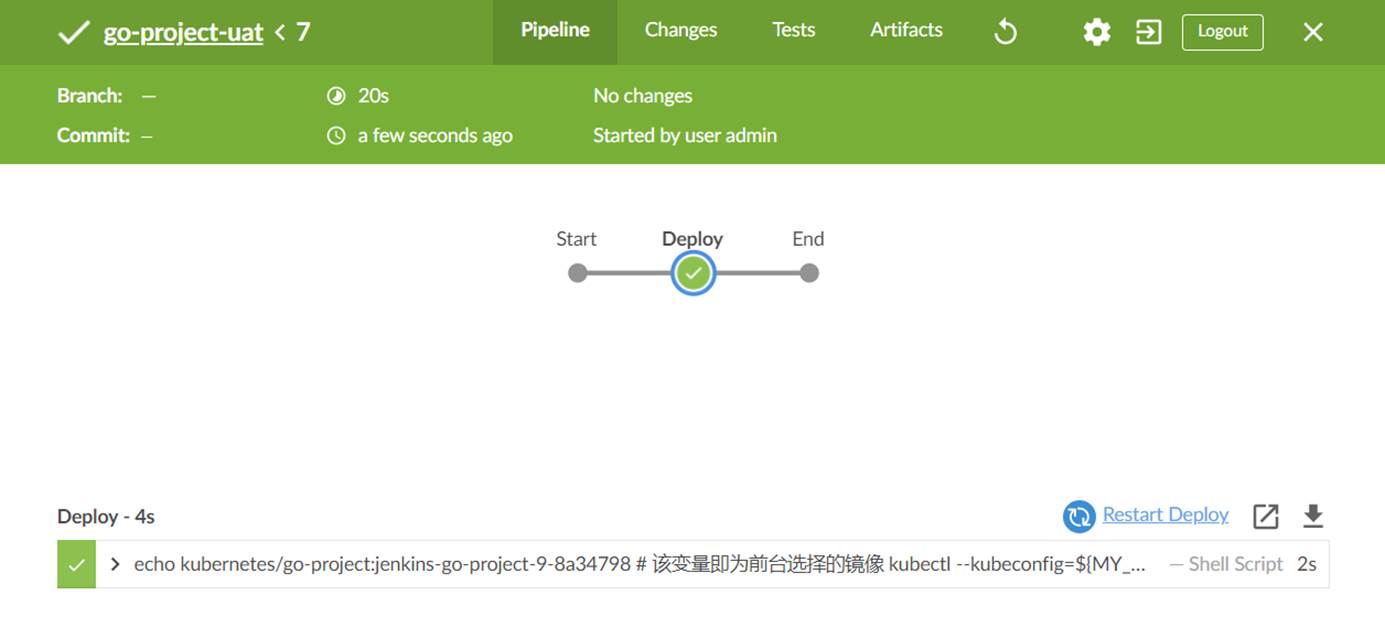 go-project-uat < 7 Pipeline Changes Tests Artifacts Logout
Branch: — 20s No changes
Commit: – a few seconds ago Started by user admin
Start Deploy End
Deploy - 4s Restart Deploy
echo kubernetes/go-project:jenkins-go-project-9-8a34798 # 该变量即为前台选择的镜像 kubectl --kubeconfig=${MY_... — Shell Script 2s